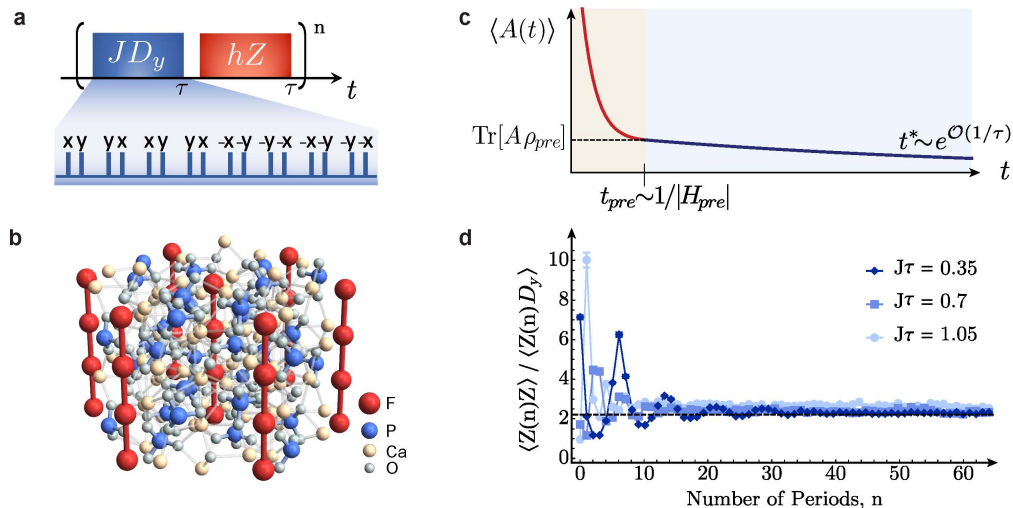 a
n
JD_y
hZ
τ
τ
t
x y y x x y y x -x -y -y -x -x -y -y -x
b
F
P
Ca
O
c
⟨A(t)⟩
Tr[Aρ_pre]
t*~e^{𝒪(1/τ)}
t
t_pre~1/|H_pre|
d
⟨Z(n)Z⟩ / ⟨Z(n)D_y⟩
10
8
6
4
2
0
Jτ = 0.35
Jτ = 0.7
Jτ = 1.05
0 10 20 30 40 50 60
Number of Periods, n